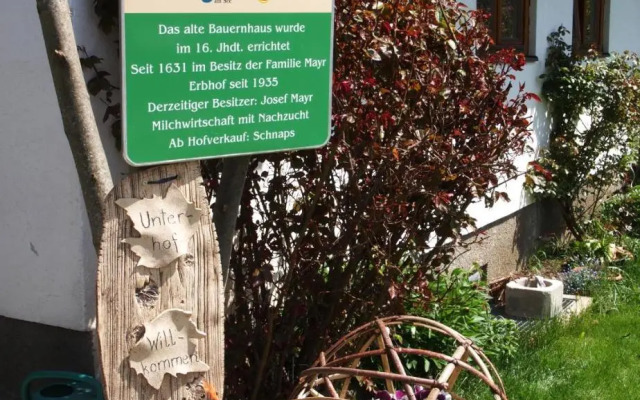 Das alte Bauernhaus wurde
im 16. Jhdt. errichtet
Seit 1631 im Besitz der Familie Mayr
Erbhof seit 1935
Derzeitiger Besitzer: Josef Mayr
Milchwirtschaft mit Nachzucht
Ab Hofverkauf: Schnaps
Unter-
hof
Will-
kommen